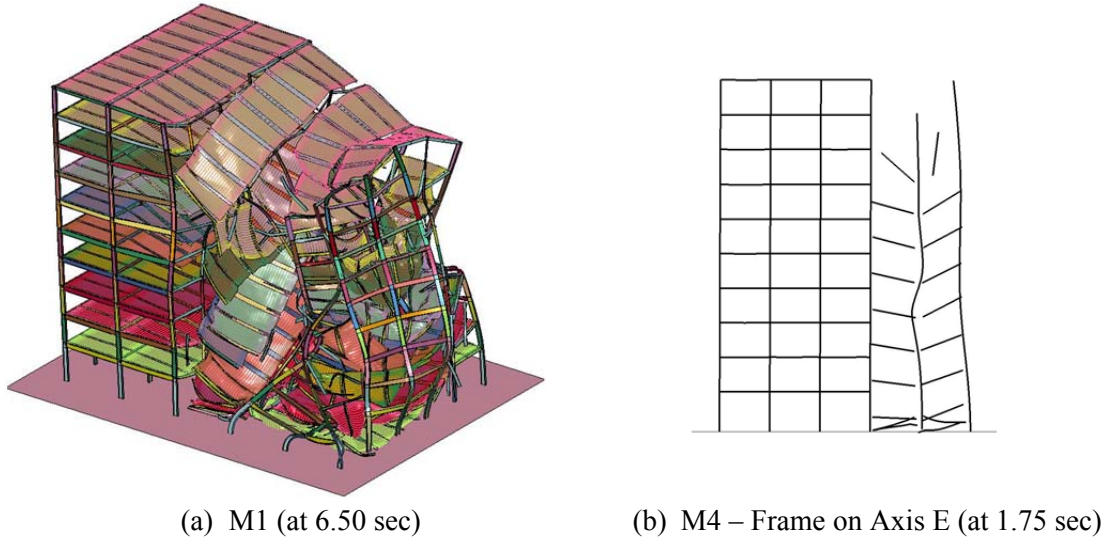 (a) M1 (at 6.50 sec)
(b) M4 – Frame on Axis E (at 1.75 sec)